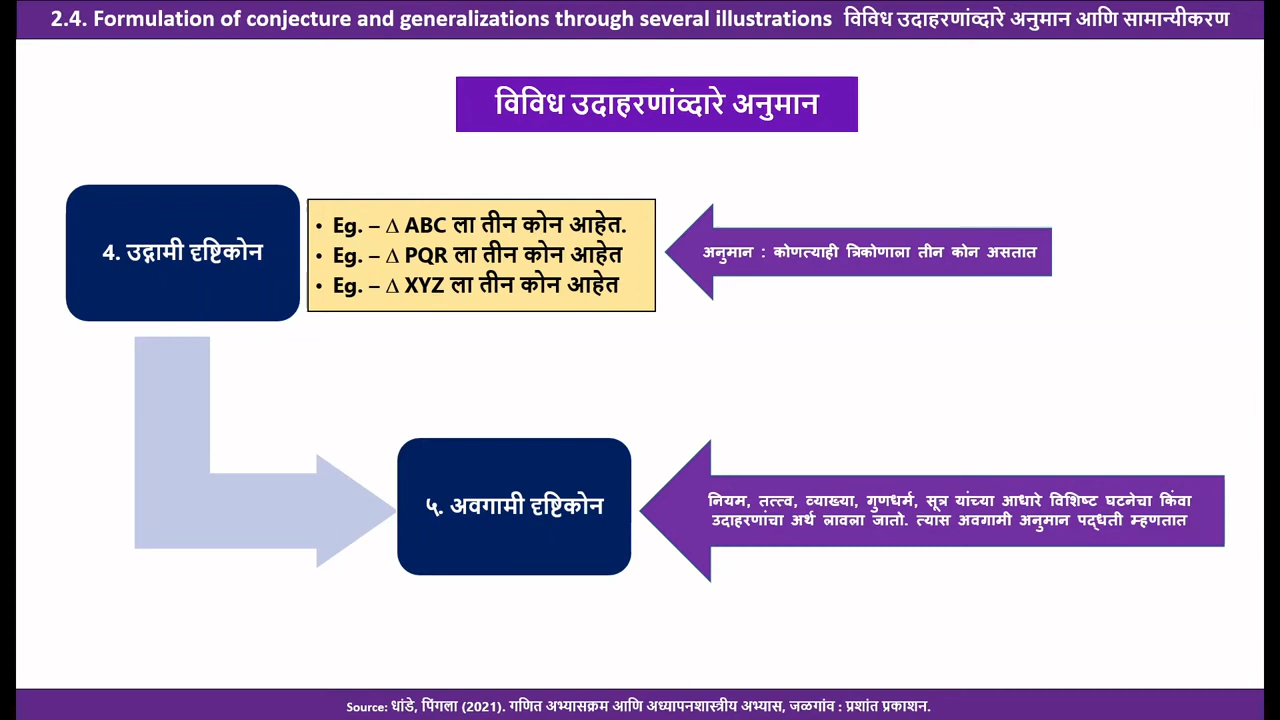 2.4. Formulation of conjecture and generalizations through several illustrations विविध उदाहरणांव्दारे अनुमान आणि सामान्यीकरण
विविध उदाहरणांव्दारे अनुमान
4. उद्गामी दृष्टिकोन
• Eg. – ∆ ABC ला तीन कोन आहेत.
• Eg. – ∆ PQR ला तीन कोन आहेत
• Eg. – ∆ XYZ ला तीन कोन आहेत
अनुमान : कोणत्याही त्रिकोणाला तीन कोन असतात
५. अवगामी दृष्टिकोन
नियम, तत्त्व, व्याख्या, गुणधर्म, सूत्र यांच्या आधारे विशिष्ट घटनेचा किंवा
उदाहरणांचा अर्थ लावला जातो. त्यास अवगामी अनुमान पद्धती म्हणतात
Source: धांडे, पिंगला (2021). गणित अभ्यासक्रम आणि अध्यापनशास्त्रीय अभ्यास, जळगांव : प्रशांत प्रकाशन.